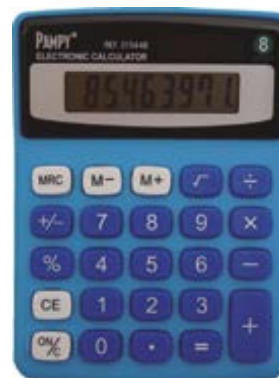 PAMPY
8
ELECTRONIC CALCULATOR
85463971.
MRC M− M+ √ ÷
+/− 7 8 9 ×
% 4 5 6 −
CE 1 2 3
+
ON/C 0 . =